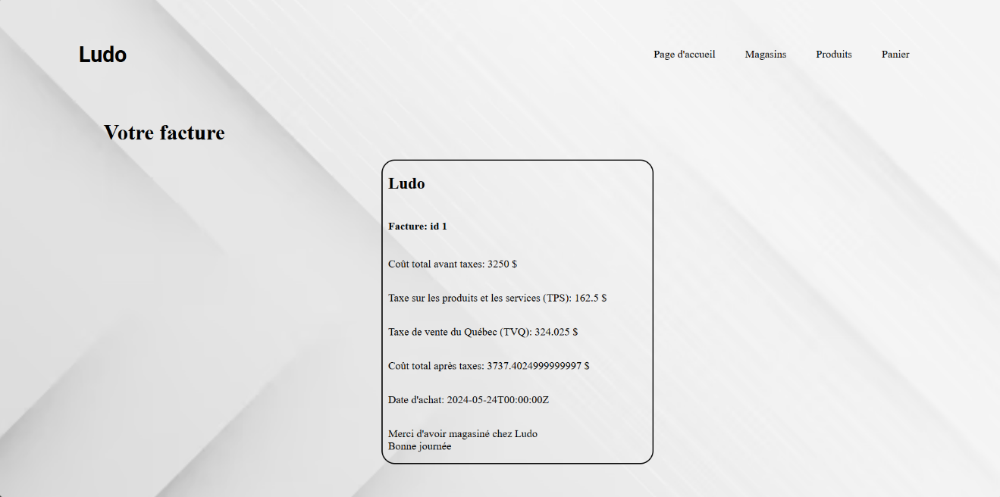 Ludo
Page d'accueil Magasins Produits Panier
Votre facture
Ludo
Facture: id 1
Coût total avant taxes: 3250 $
Taxe sur les produits et les services (TPS): 162.5 $
Taxe de vente du Québec (TVQ): 324.025 $
Coût total après taxes: 3737.4024999999997 $
Date d'achat: 2024-05-24T00:00:00Z
Merci d'avoir magasiné chez Ludo
Bonne journée